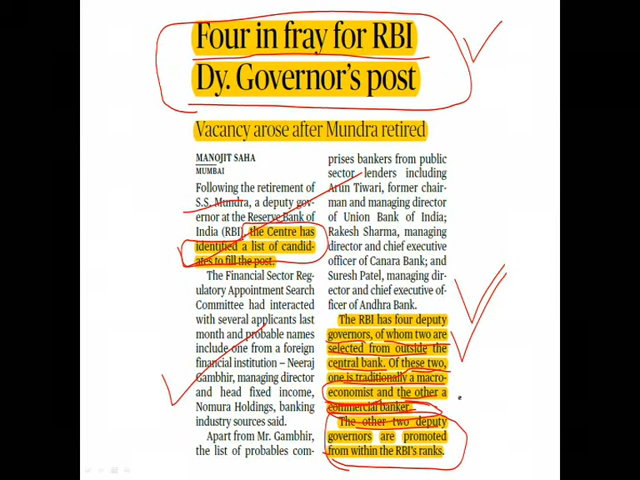 Four in fray for RBI
Dy. Governor's post
Vacancy arose after Mundra retired
MANOJIT SAHA
MUMBAI
Following the retirement of
S.S. Mundra, a deputy gov-
ernor at the Reserve Bank of
India (RBI), the Centre has
identified a list of candid-
ates to fill the post.
The Financial Sector Reg-
ulatory Appointment Search
Committee had interacted
with several applicants last
month and probable names
include one from a foreign
financial institution – Neeraj
Gambhir, managing director
and head fixed income,
Nomura Holdings, banking
industry sources said.
Apart from Mr. Gambhir,
the list of probables com-
prises bankers from public
sector lenders including
Arun Tiwari, former chair-
man and managing director
of Union Bank of India;
Rakesh Sharma, managing
director and chief executive
officer of Canara Bank; and
Suresh Patel, managing dir-
ector and chief executive of-
ficer of Andhra Bank.
The RBI has four deputy
governors, of whom two are
selected from outside the
central bank. Of these two,
one is traditionally a macro-
economist and the other a
commercial banker.
The other two deputy
governors are promoted
from within the RBI's ranks.